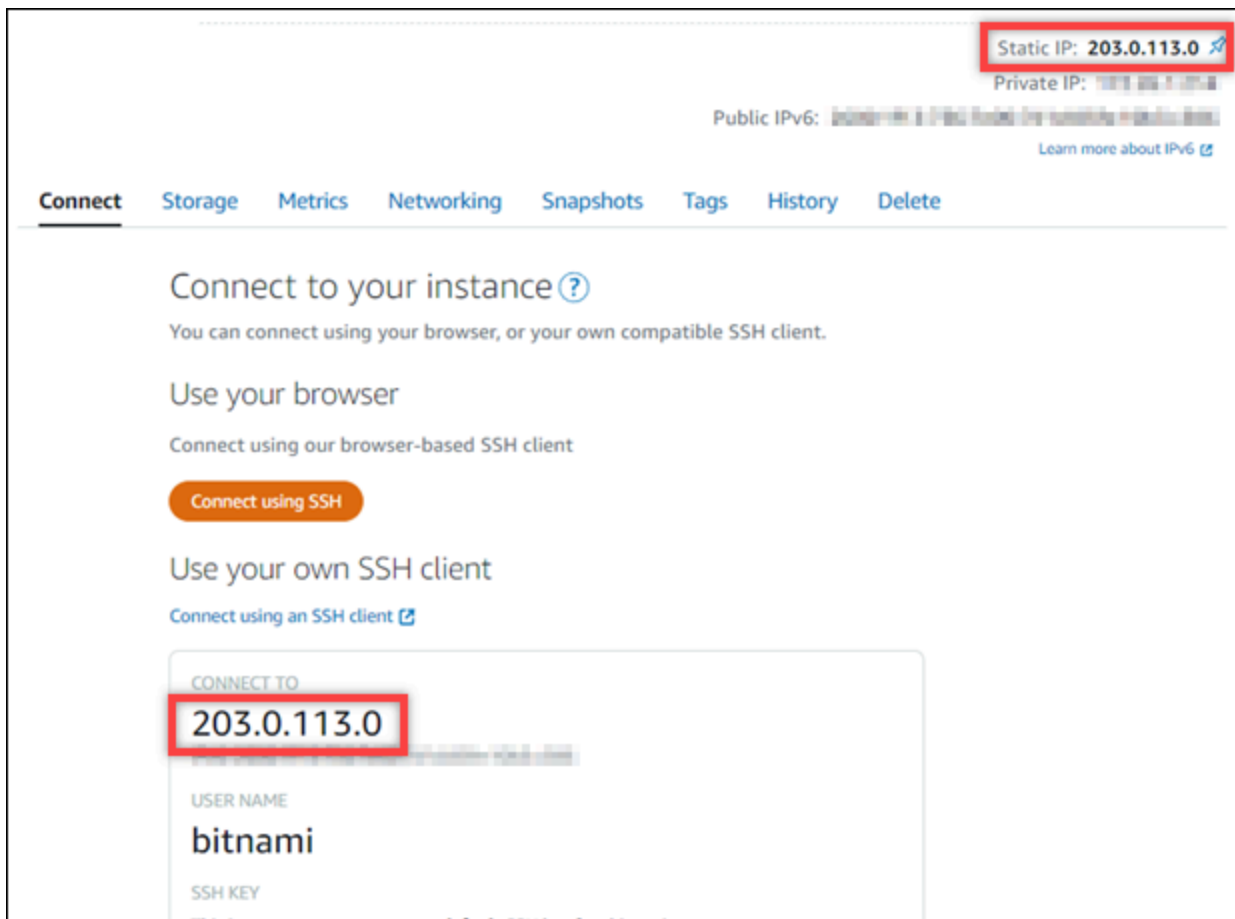 Static IP: 203.0.113.0
Private IP:
Public IPv6:
Learn more about IPv6
Connect Storage Metrics Networking Snapshots Tags History Delete
Connect to your instance ?
You can connect using your browser, or your own compatible SSH client.
Use your browser
Connect using our browser-based SSH client
Connect using SSH
Use your own SSH client
Connect using an SSH client
CONNECT TO
203.0.113.0
USER NAME
bitnami
SSH KEY